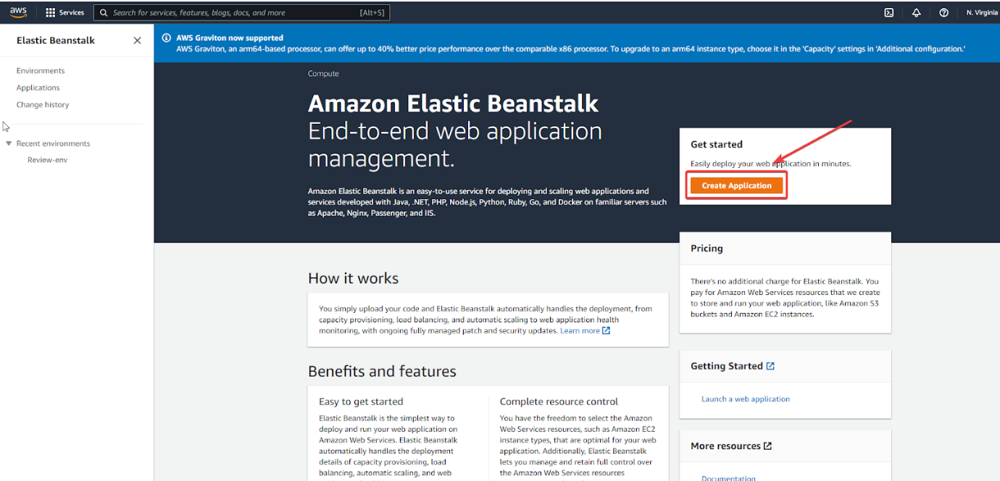 aws
Services
Search for services, features, blogs, docs, and more
[Alt+S]
N. Virginia
Elastic Beanstalk
Environments
Applications
Change history
Recent environments
Review-env
AWS Graviton now supported
AWS Graviton, an arm64-based processor, can offer up to 40% better price performance over the comparable x86 processor. To upgrade to an arm64 instance type, choose it in the 'Capacity' settings in 'Additional configuration.'
Compute
Amazon Elastic Beanstalk
End-to-end web application
management.
Amazon Elastic Beanstalk is an easy-to-use service for deploying and scaling web applications and
services developed with Java, .NET, PHP, Node.js, Python, Ruby, Go, and Docker on familiar servers such
as Apache, Nginx, Passenger, and IIS.
Get started
Easily deploy your web application in minutes.
Create Application
Pricing
There's no additional charge for Elastic Beanstalk. You
pay for Amazon Web Services resources that we create
to store and run your web application, like Amazon S3
buckets and Amazon EC2 instances.
How it works
You simply upload your code and Elastic Beanstalk automatically handles the deployment, from
capacity provisioning, load balancing, and automatic scaling to web application health
monitoring, with ongoing fully managed patch and security updates. Learn more
Getting Started
Launch a web application
Benefits and features
Easy to get started
Elastic Beanstalk is the simplest way to
deploy and run your web application on
Amazon Web Services. Elastic Beanstalk
automatically handles the deployment
details of capacity provisioning, load
balancing, automatic scaling, and web
Complete resource control
You have the freedom to select the Amazon
Web Services resources, such as Amazon EC2
instance types, that are optimal for your web
application. Additionally, Elastic Beanstalk
lets you manage and retain full control over
the Amazon Web Services resources
More resources
Documentation